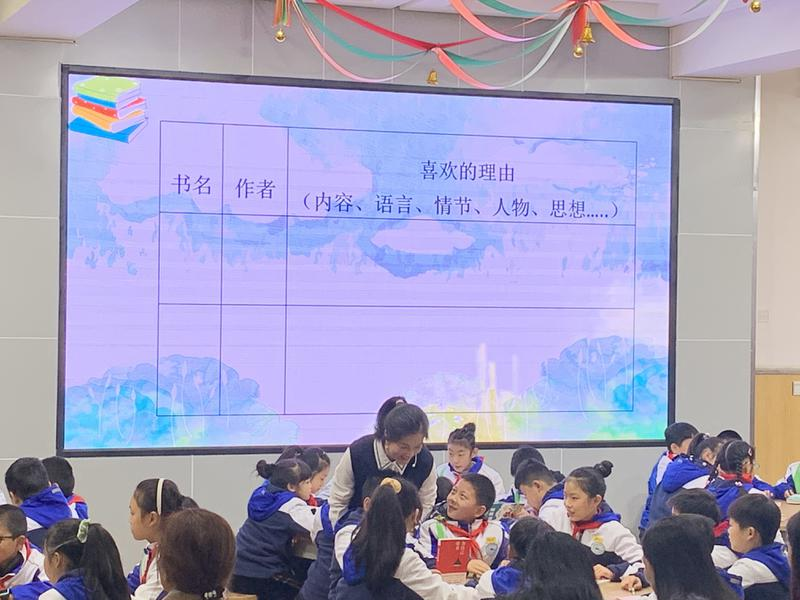 书名
作者
喜欢的理由
（内容、语言、情节、人物、思想.....）